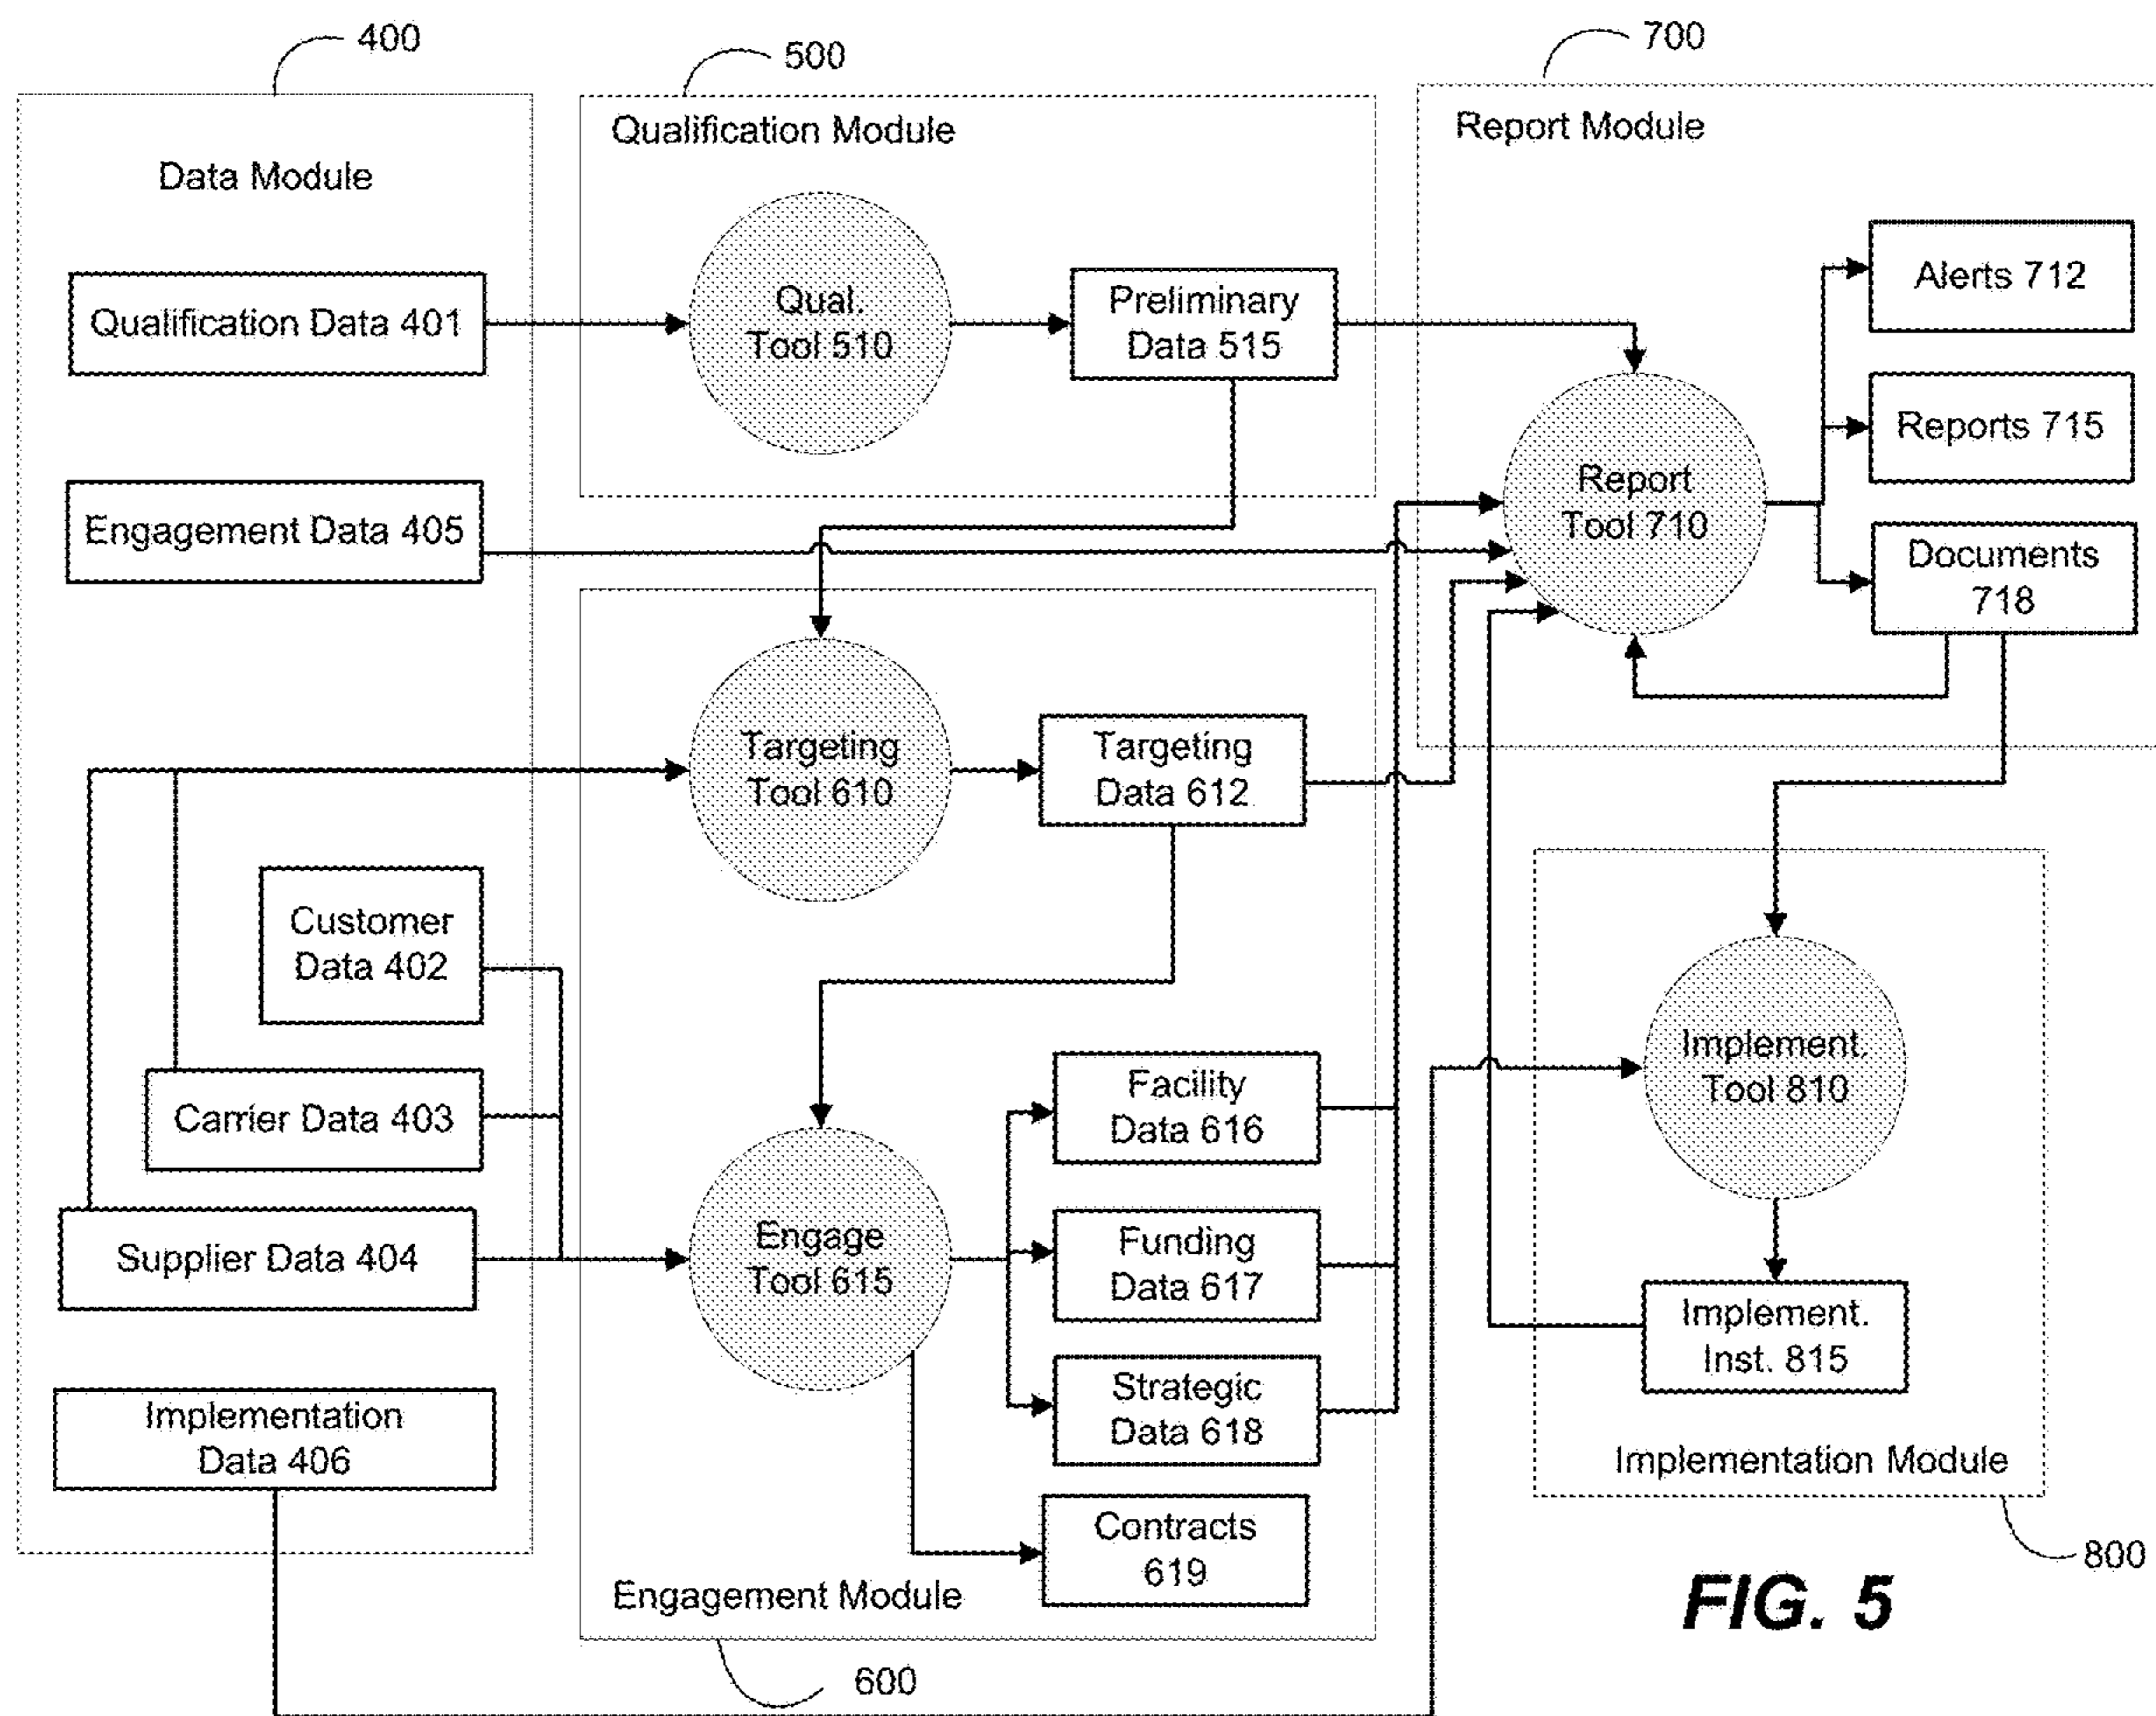 400
500
700
Data Module
Qualification Module
Report Module
Qualification Data 401
Qual.
Tool 510
Preliminary
Data 515
Alerts 712
Reports 715
Engagement Data 405
Report
Tool 710
Documents
718
Targeting
Tool 610
Targeting
Data 612
Customer
Data 402
Carrier Data 403
Supplier Data 404
Implementation
Data 406
Engage
Tool 615
Facility
Data 616
Funding
Data 617
Strategic
Data 618
Contracts
619
Engagement Module
600
Implement.
Tool 810
Implement.
Inst. 815
Implementation Module
800
FIG. 5